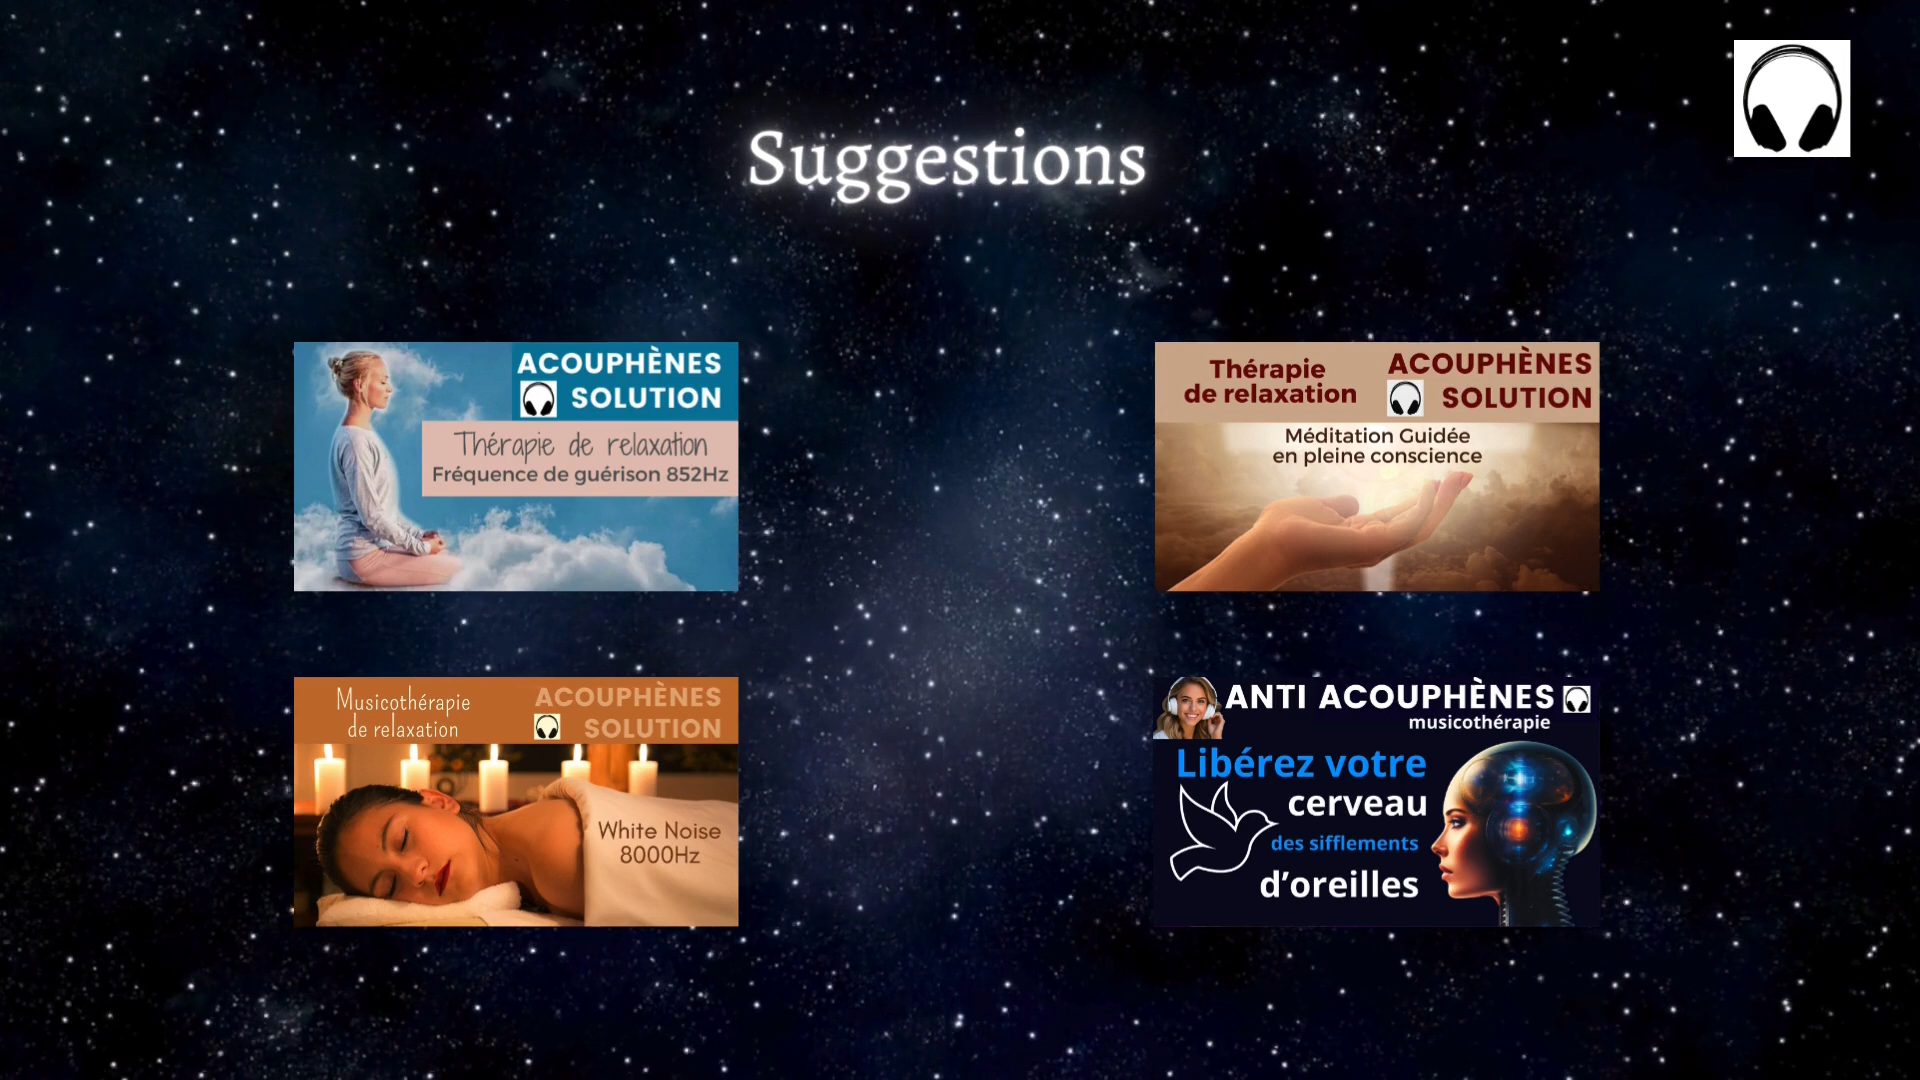 Suggestions
ACOUPHÈNES
SOLUTION
Thérapie de relaxation
Fréquence de guérison 852Hz
Thérapie
de relaxation
ACOUPHÈNES
SOLUTION
Méditation Guidée
en pleine conscience
Musicothérapie
de relaxation
ACOUPHÈNES
SOLUTION
White Noise
8000Hz
ANTI ACOUPHÈNES
musicothérapie
Libérez votre
cerveau
des sifflements
d’oreilles